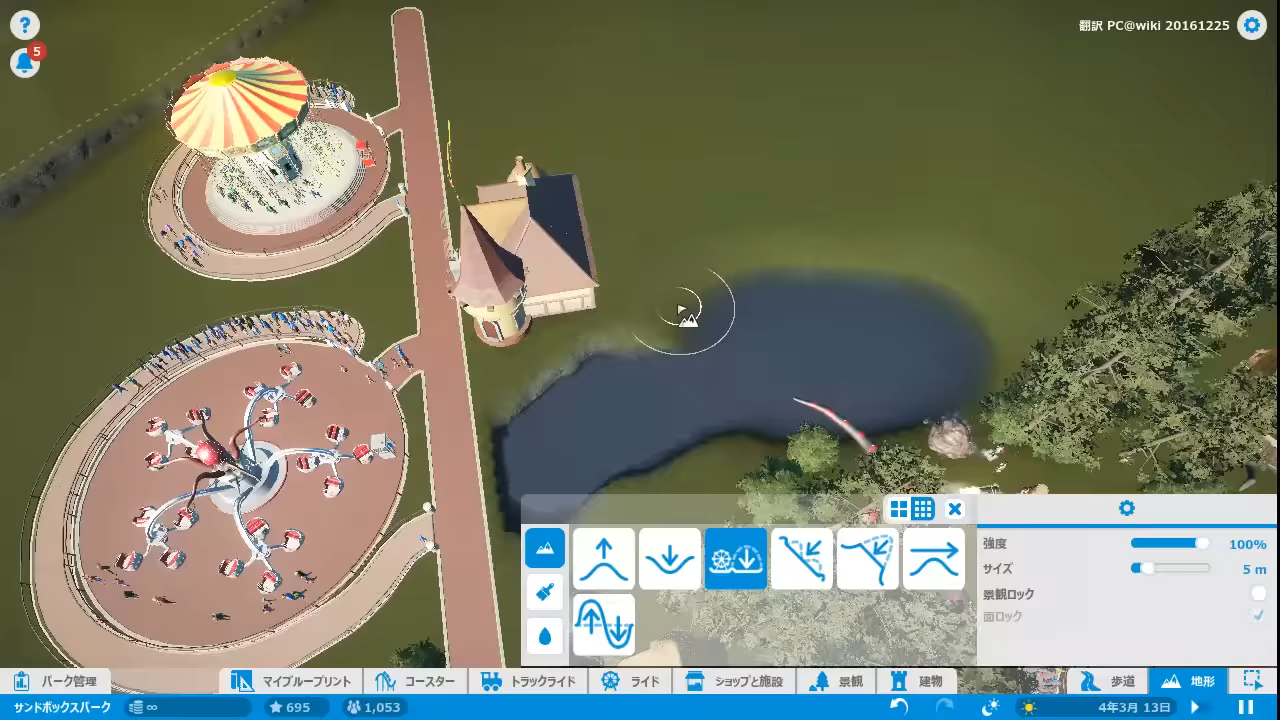 ?
5
翻訳 PC@wiki 20161225
強度 100%
サイズ 5 m
景観ロック
面ロック
パーク管理 マイブループリント コースター トラックライド ライド ショップと施設 景観 建物 歩道 地形
サンドボックスパーク ∞ 695 1,053 4年3月 13日